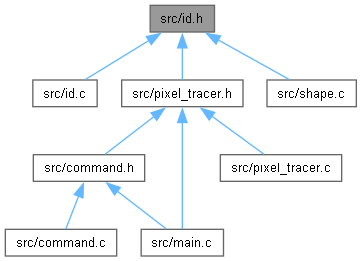 src/id.h
src/id.c
src/pixel_tracer.h
src/shape.c
src/command.h
src/pixel_tracer.c
src/command.c
src/main.c